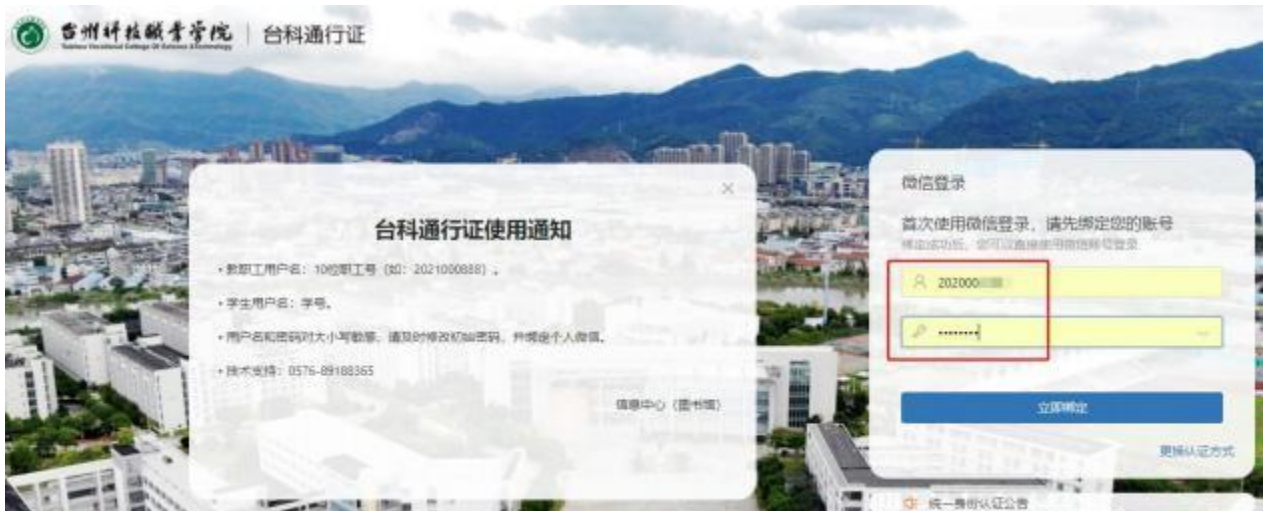 台州科技职业学院
台科通行证
Taizhou Vocational College Of Science &Technology
台科通行证使用通知
• 教职工用户名：10位职工号（如：2021000888）。
• 学生用户名：学号。
• 用户名和密码对大小写敏感，请及时修改初始密码，并绑定个人微信。
• 技术支持：0576-89188365
信息中心（图书馆）
微信登录
首次使用微信登录，请先绑定您的账号
绑定成功后，您可以直接使用微信账号登录
202000
••••••••
立即绑定
更换认证方式
统一身份认证公告